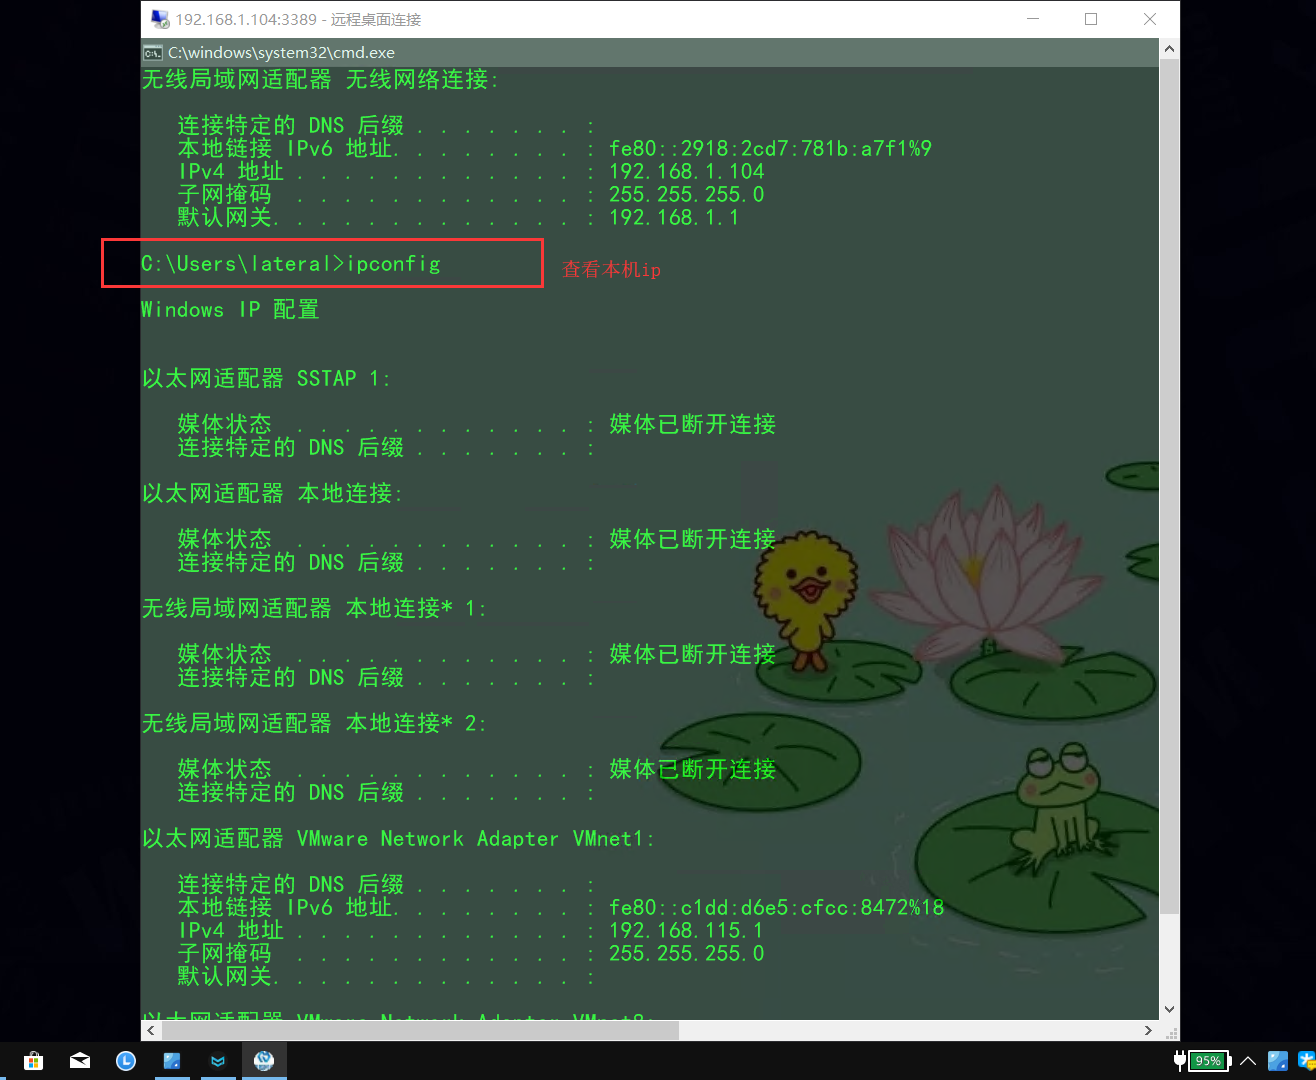 192.168.1.104:3389 - 远程桌面连接
C:\windows\system32\cmd.exe
无线局域网适配器 无线网络连接:
连接特定的 DNS 后缀 . . . . . . . :
本地链接 IPv6 地址. . . . . . . . : fe80::2918:2cd7:781b:a7f1%9
IPv4 地址 . . . . . . . . . . . . : 192.168.1.104
子网掩码 . . . . . . . . . . . . : 255.255.255.0
默认网关. . . . . . . . . . . . . : 192.168.1.1
C:\Users\lateral>ipconfig
查看本机ip
Windows IP 配置
以太网适配器 SSTAP 1:
媒体状态 . . . . . . . . . . . . : 媒体已断开连接
连接特定的 DNS 后缀 . . . . . . . :
以太网适配器 本地连接:
媒体状态 . . . . . . . . . . . . : 媒体已断开连接
连接特定的 DNS 后缀 . . . . . . . :
无线局域网适配器 本地连接* 1:
媒体状态 . . . . . . . . . . . . : 媒体已断开连接
连接特定的 DNS 后缀 . . . . . . . :
无线局域网适配器 本地连接* 2:
媒体状态 . . . . . . . . . . . . : 媒体已断开连接
连接特定的 DNS 后缀 . . . . . . . :
以太网适配器 VMware Network Adapter VMnet1:
连接特定的 DNS 后缀 . . . . . . . :
本地链接 IPv6 地址. . . . . . . . : fe80::c1dd:d6e5:cfcc:8472%18
IPv4 地址 . . . . . . . . . . . . : 192.168.115.1
子网掩码 . . . . . . . . . . . . : 255.255.255.0
默认网关. . . . . . . . . . . . . :
以太网适配器 VMware Network Adapter VMnet8:
95%